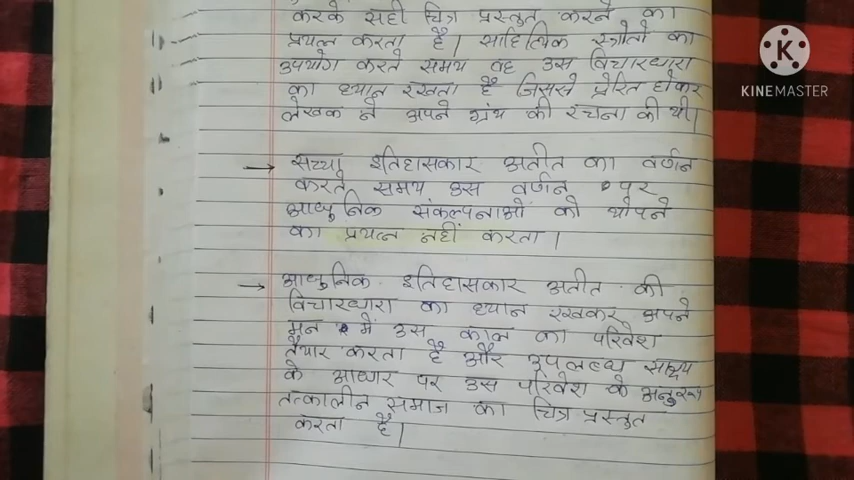 करके सही चित्र प्रस्तुत करने का
प्रयत्न करता है। साहित्यिक स्त्रोतो का
उपयोग करते समय वह उस विचारधारा
का ध्यान रखता है जिससे प्रेरित होकर
लेखक ने अपने ग्रंथ की रचना की थी।
→ सच्चा इतिहासकार अतीत का वर्णन
करते समय उस वर्णन पर
आधुनिक संकल्पनाओं को थोपने
का प्रयत्न नहीं करता।
→ आधुनिक इतिहासकार अतीत की
विचारधारा का ध्यान रखकर अपने
मन में उस काल का परिवेश
तैयार करता है और उपलब्ध साक्ष्य
के आधार पर उस परिवेश के अनुरूप
तत्कालीन समाज का चित्र प्रस्तुत
करता है।
K
KINEMASTER